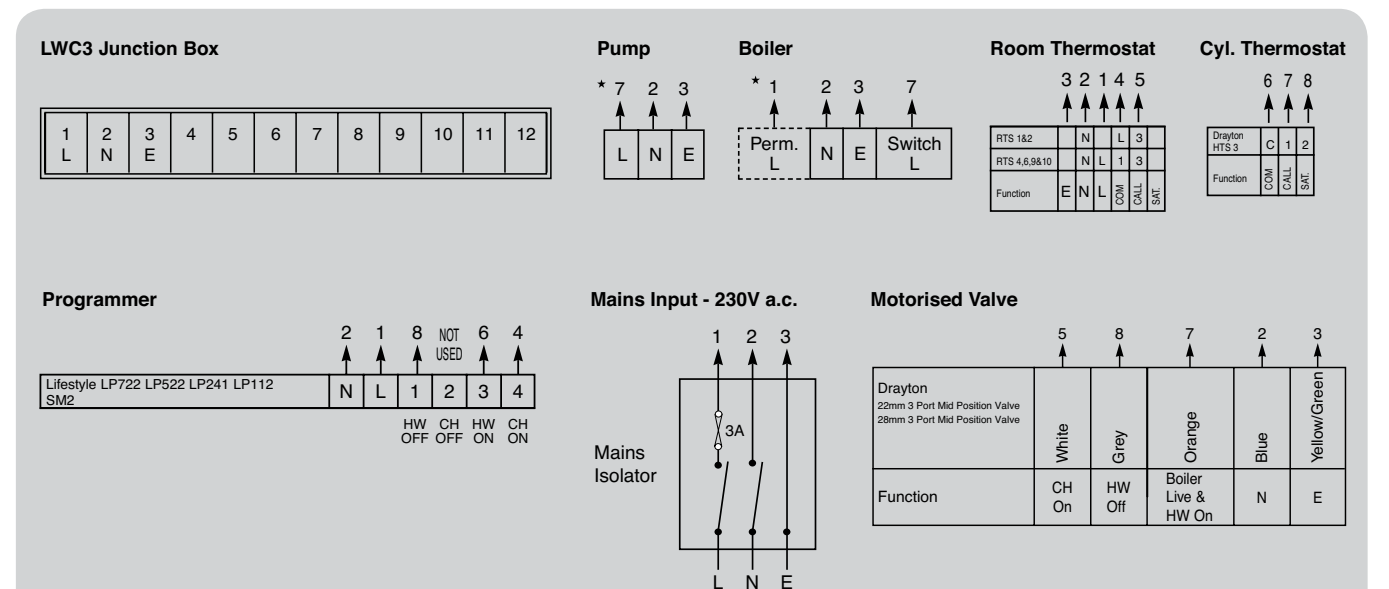 LWC3 Junction Box
1 2 3 4 5 6 7 8 9 10 11 12
L N E
Pump
* 7 2 3
L N E
Boiler
* 1 2 3 7
Perm. L N E Switch L
Room Thermostat
3 2 1 4 5
RTS 1&2 N L 3
RTS 4,6,9&10 N L 1 3
Function E N L COM CALL SAT.
Cyl. Thermostat
6 7 8
Drayton HTS 3 C 1 2
Function COM CALL SAT.
Programmer
2 1 8 NOT USED 6 4
Lifestyle LP722 LP522 LP241 LP112
SM2
N L 1 2 3 4
HW OFF CH OFF HW ON CH ON
Mains Input - 230V a.c.
1 2 3
3A
Mains
Isolator
L N E
Motorised Valve
5 8 7 2 3
Drayton
22mm 3 Port Mid Position Valve
28mm 3 Port Mid Position Valve
White Grey Orange Blue Yellow/Green
Function CH On HW Off Boiler Live & HW On N E